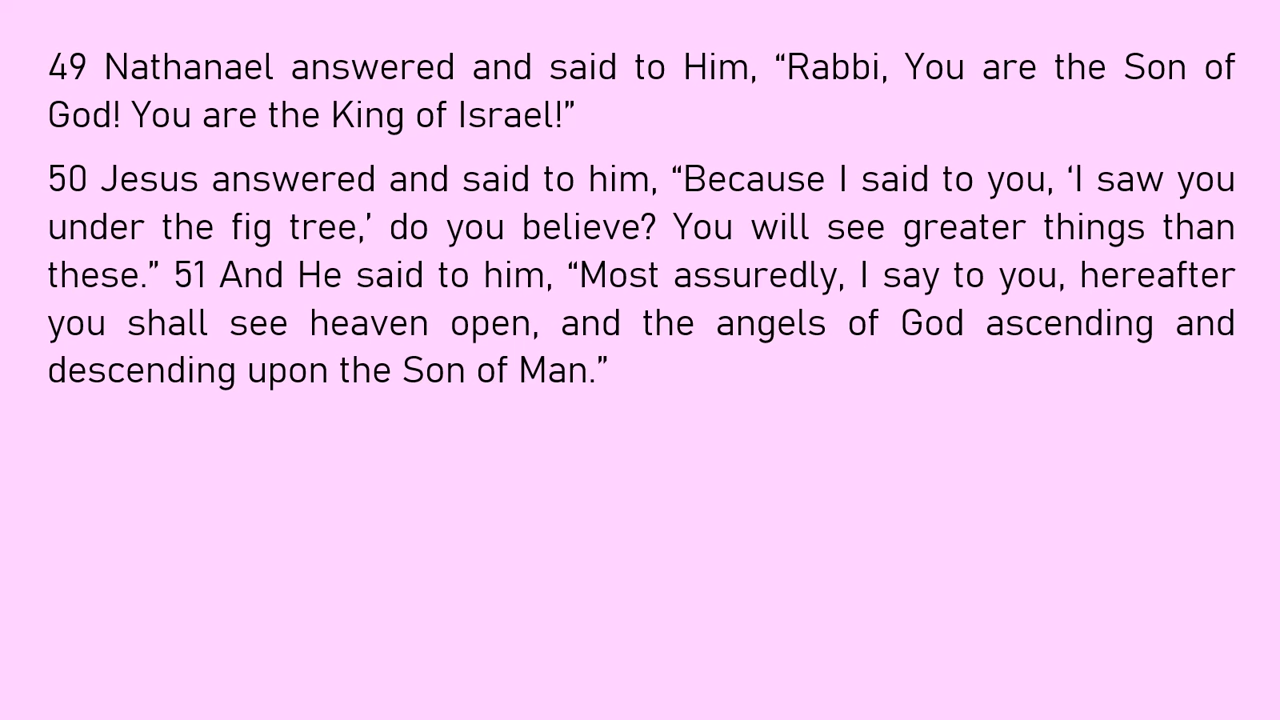 49 Nathanael answered and said to Him, “Rabbi, You are the Son of
God! You are the King of Israel!”
50 Jesus answered and said to him, “Because I said to you, ‘I saw you
under the fig tree,’ do you believe? You will see greater things than
these.” 51 And He said to him, “Most assuredly, I say to you, hereafter
you shall see heaven open, and the angels of God ascending and
descending upon the Son of Man.”